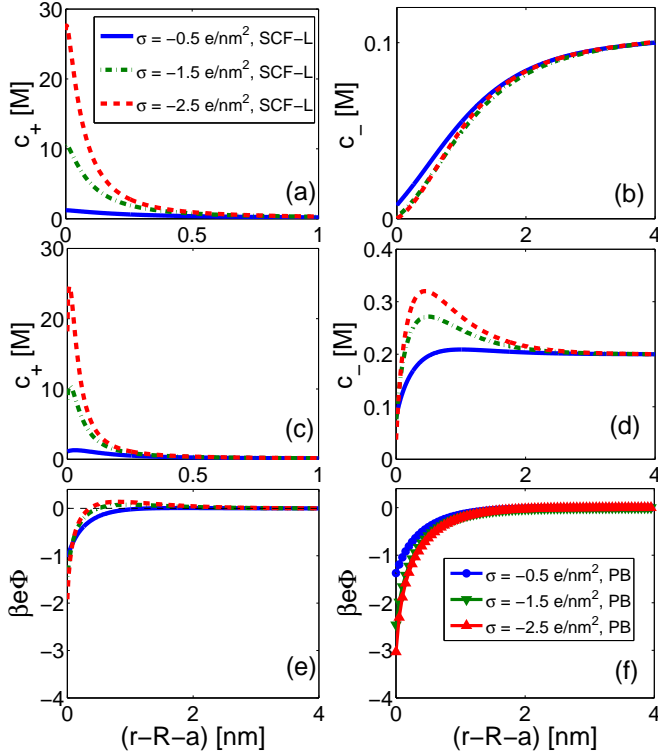 30
20
10
0
c+ [M]
σ = −0.5 e/nm², SCF−L
σ = −1.5 e/nm², SCF−L
σ = −2.5 e/nm², SCF−L
(a)
0 0.5 1
0.1
0
c− [M]
(b)
0 2 4
30
20
10
0
c+ [M]
(c)
0 0.5 1
0.4
0.3
0.2
0.1
0
c− [M]
(d)
0 2 4
0
−1
−2
−3
−4
βeΦ
(e)
0 2 4
(r−R−a) [nm]
0
−1
−2
−3
−4
βeΦ
(f)
σ = −0.5 e/nm², PB
σ = −1.5 e/nm², PB
σ = −2.5 e/nm², PB
0 2 4
(r−R−a) [nm]